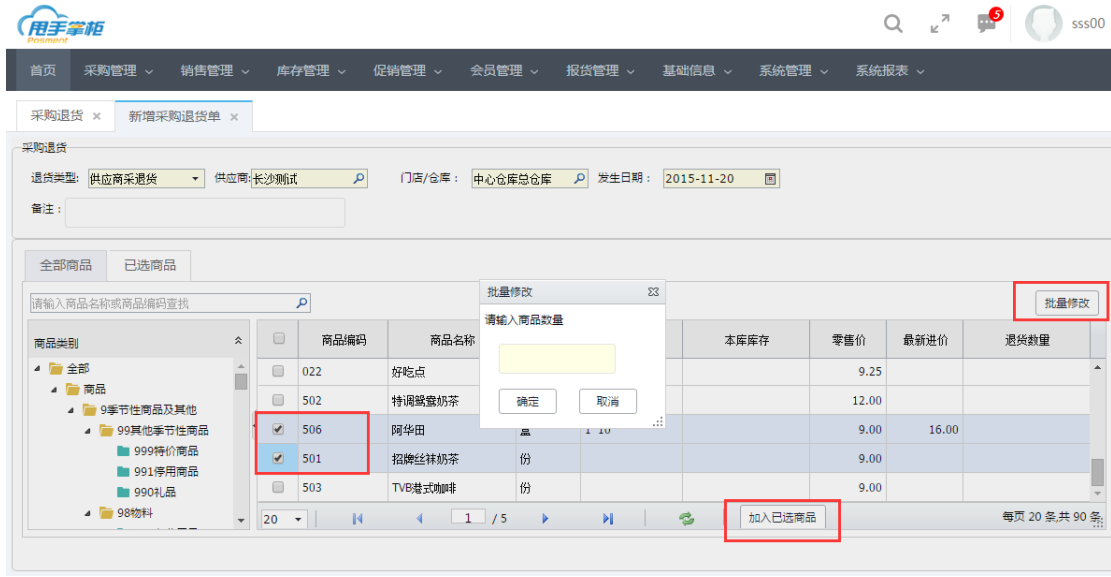 甩手掌柜
Posment
5
sss00
首页 采购管理 销售管理 库存管理 促销管理 会员管理 报货管理 基础信息 系统管理 系统报表
采购退货 × 新增采购退货单 ×
采购退货
退货类型: 供应商采退货 供应商: 长沙测试 门店/仓库： 中心仓库总仓库 发生日期： 2015-11-20
备注：
全部商品 已选商品
请输入商品名称或商品编码查找
批量修改
批量修改
请输入商品数量
确定 取消
商品类别
全部
商品
9季节性商品及其他
99其他季节性商品
999特价商品
991停用商品
990礼品
98物料
商品编码 商品名称 本库库存 零售价 最新进价 退货数量
022 好吃点 9.25
502 特调鸳鸯奶茶 12.00
506 阿华田 盒 1*10 9.00 16.00
501 招牌丝袜奶茶 份 9.00
503 TVB港式咖啡 份 9.00
20 1 / 5 加入已选商品 每页 20 条,共 90 条